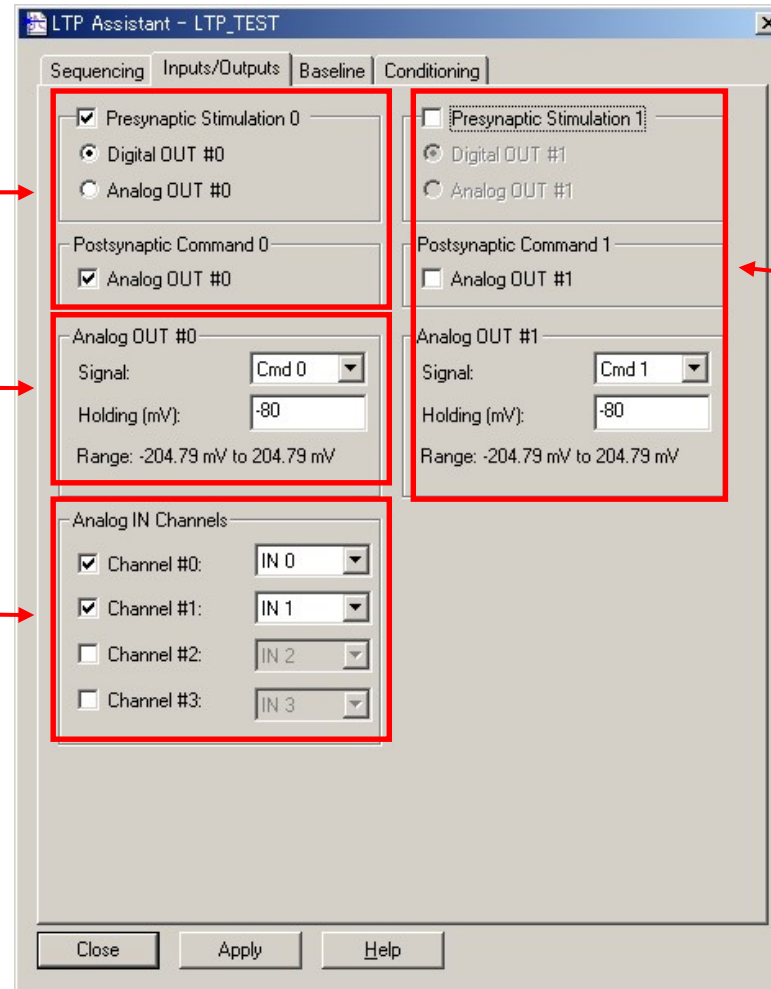 LTP Assistant - LTP_TEST
Sequencing Inputs/Outputs Baseline Conditioning
Presynaptic Stimulation 0
Digital OUT #0
Analog OUT #0
Postsynaptic Command 0
Analog OUT #0
Analog OUT #0
Signal: Cmd 0
Holding (mV): -80
Range: -204.79 mV to 204.79 mV
Analog IN Channels
Channel #0: IN 0
Channel #1: IN 1
Channel #2: IN 2
Channel #3: IN 3
Presynaptic Stimulation 1
Digital OUT #1
Analog OUT #1
Postsynaptic Command 1
Analog OUT #1
Analog OUT #1
Signal: Cmd 1
Holding (mV): -80
Range: -204.79 mV to 204.79 mV
Close Apply Help